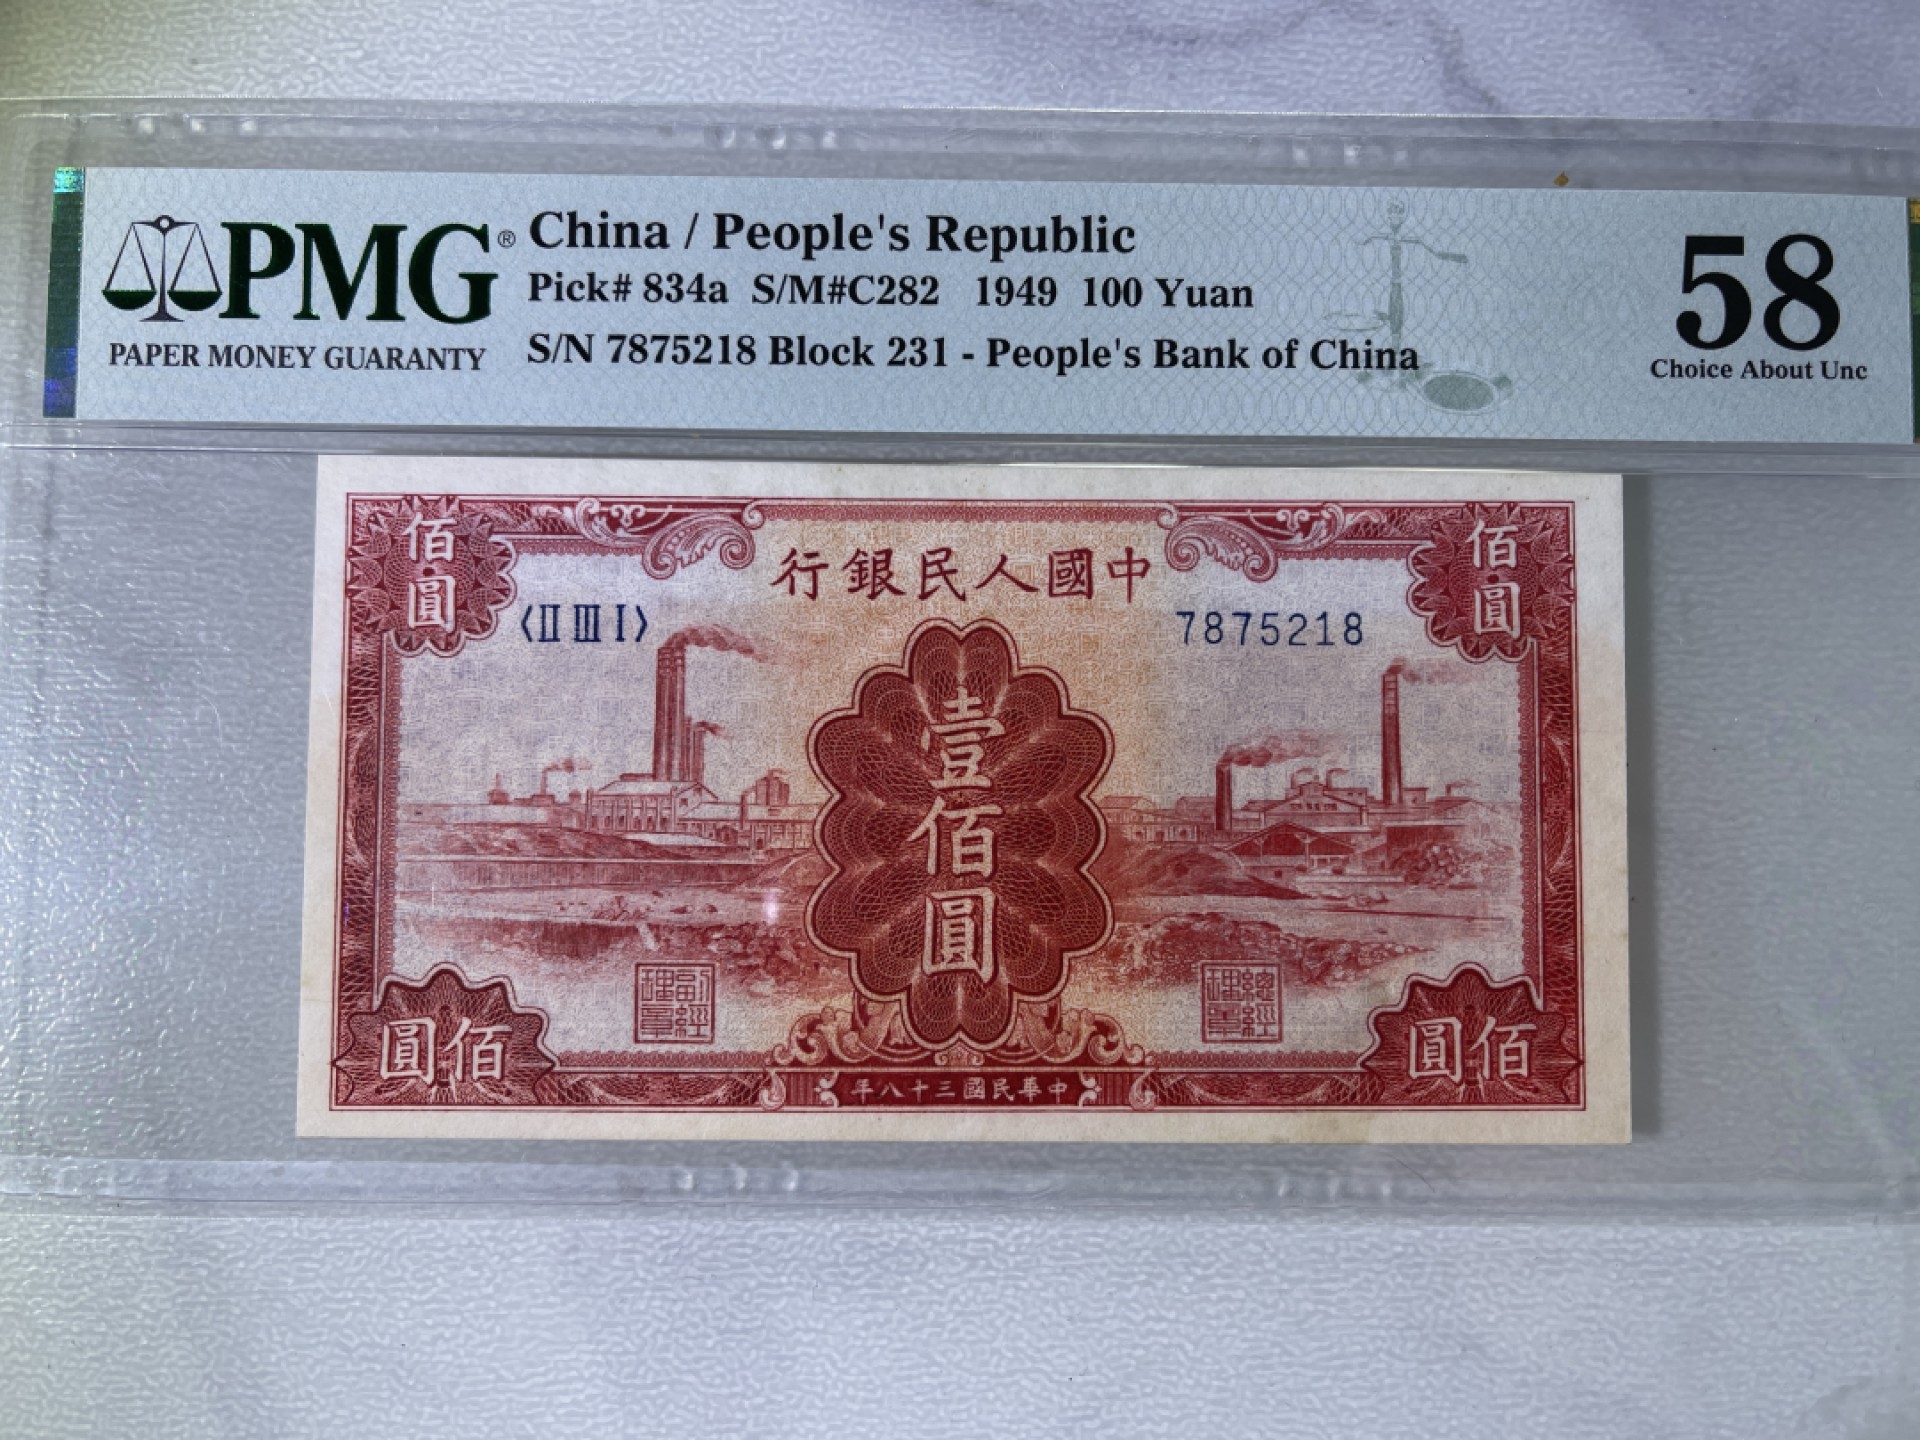 PMG®
PAPER MONEY GUARANTY
China / People's Republic
Pick# 834a S/M#C282 1949 100 Yuan
S/N 7875218 Block 231 - People's Bank of China
58
Choice About Unc
佰圓
佰圓
行銀民人國中
〈II III I〉
7875218
壹佰圓
理副章經
理總章經
圓佰
圓佰
年八十三國民華中